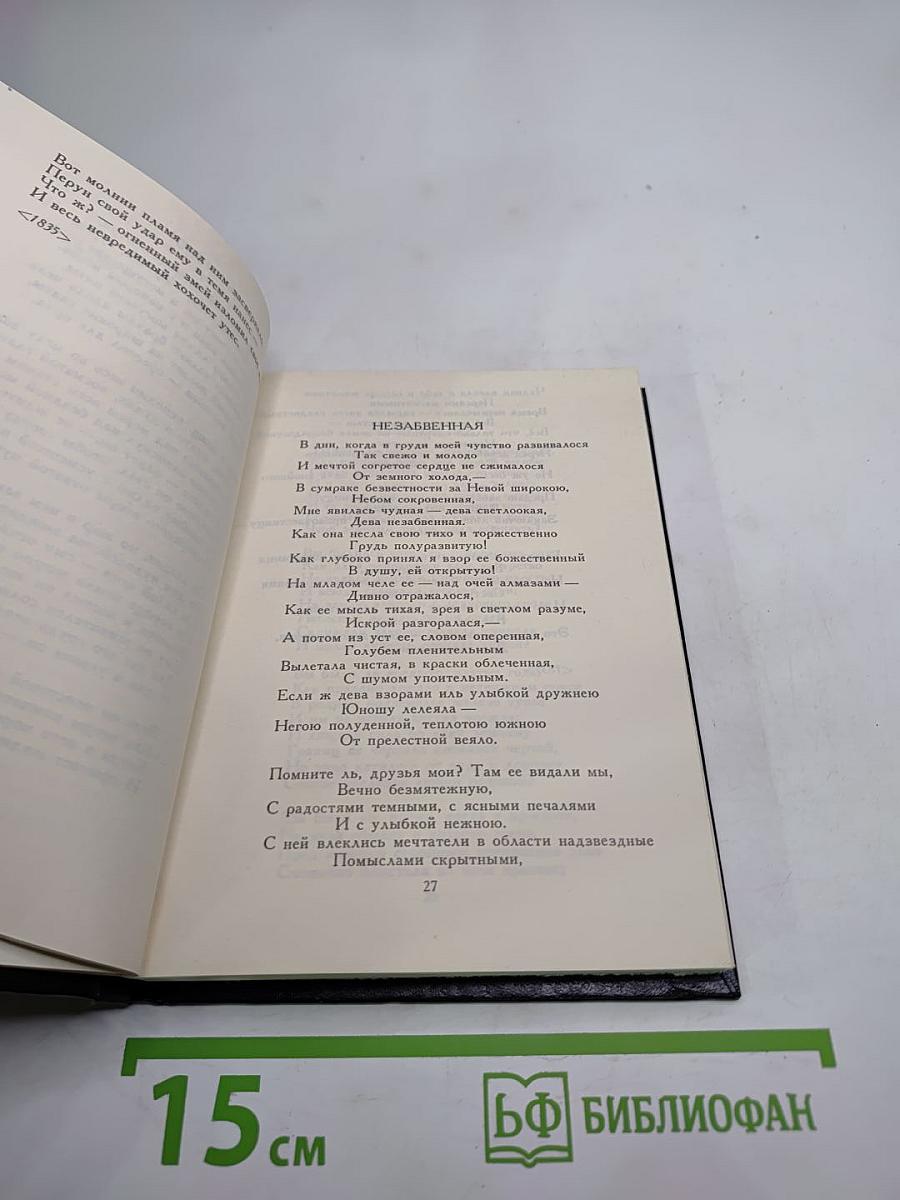 Вот молнии пламя над ним засверкало.
Перун свой удар ему в темя нанес —
Что ж? — огненный змей изломил свое
И весь невредимый хохочет утес.
<1835>
НЕЗАБВЕННАЯ
В дни, когда в груди моей чувство развивалося
Так свежо и молодо
И мечтой согретое сердце не сжималося
От земного холода,—
В сумраке безвестности за Невой широкою,
Небом сокровенная,
Мне явилась чудная — дева светлоокая,
Дева незабвенная.
Как она несла свою тихо и торжественно
Грудь полуразвитую!
Как глубоко принял я взор ее божественный
В душу, ей открытую!
На младом челе ее — над очей алмазами —
Дивно отражалося,
Как ее мысль тихая, зрея в светлом разуме,
Искрой разгоралася,—
А потом из уст ее, словом оперенная,
Голубем пленительным
Вылетала чистая, в краски облеченная,
С шумом упоительным.
Если ж дева взорами иль улыбкой дружнею
Юношу лелеяла —
Негою полуденной, теплотою южною
От прелестной веяло.
Помните ль, друзья мои? Там ее видали мы,
Вечно безмятежную,
С радостями темными, с ясными печалями
И с улыбкой нежною.
С ней влеклись мечтатели в области надзвездные
Помыслами скрытными,
27
15 см
БФ БИБЛИОФАН